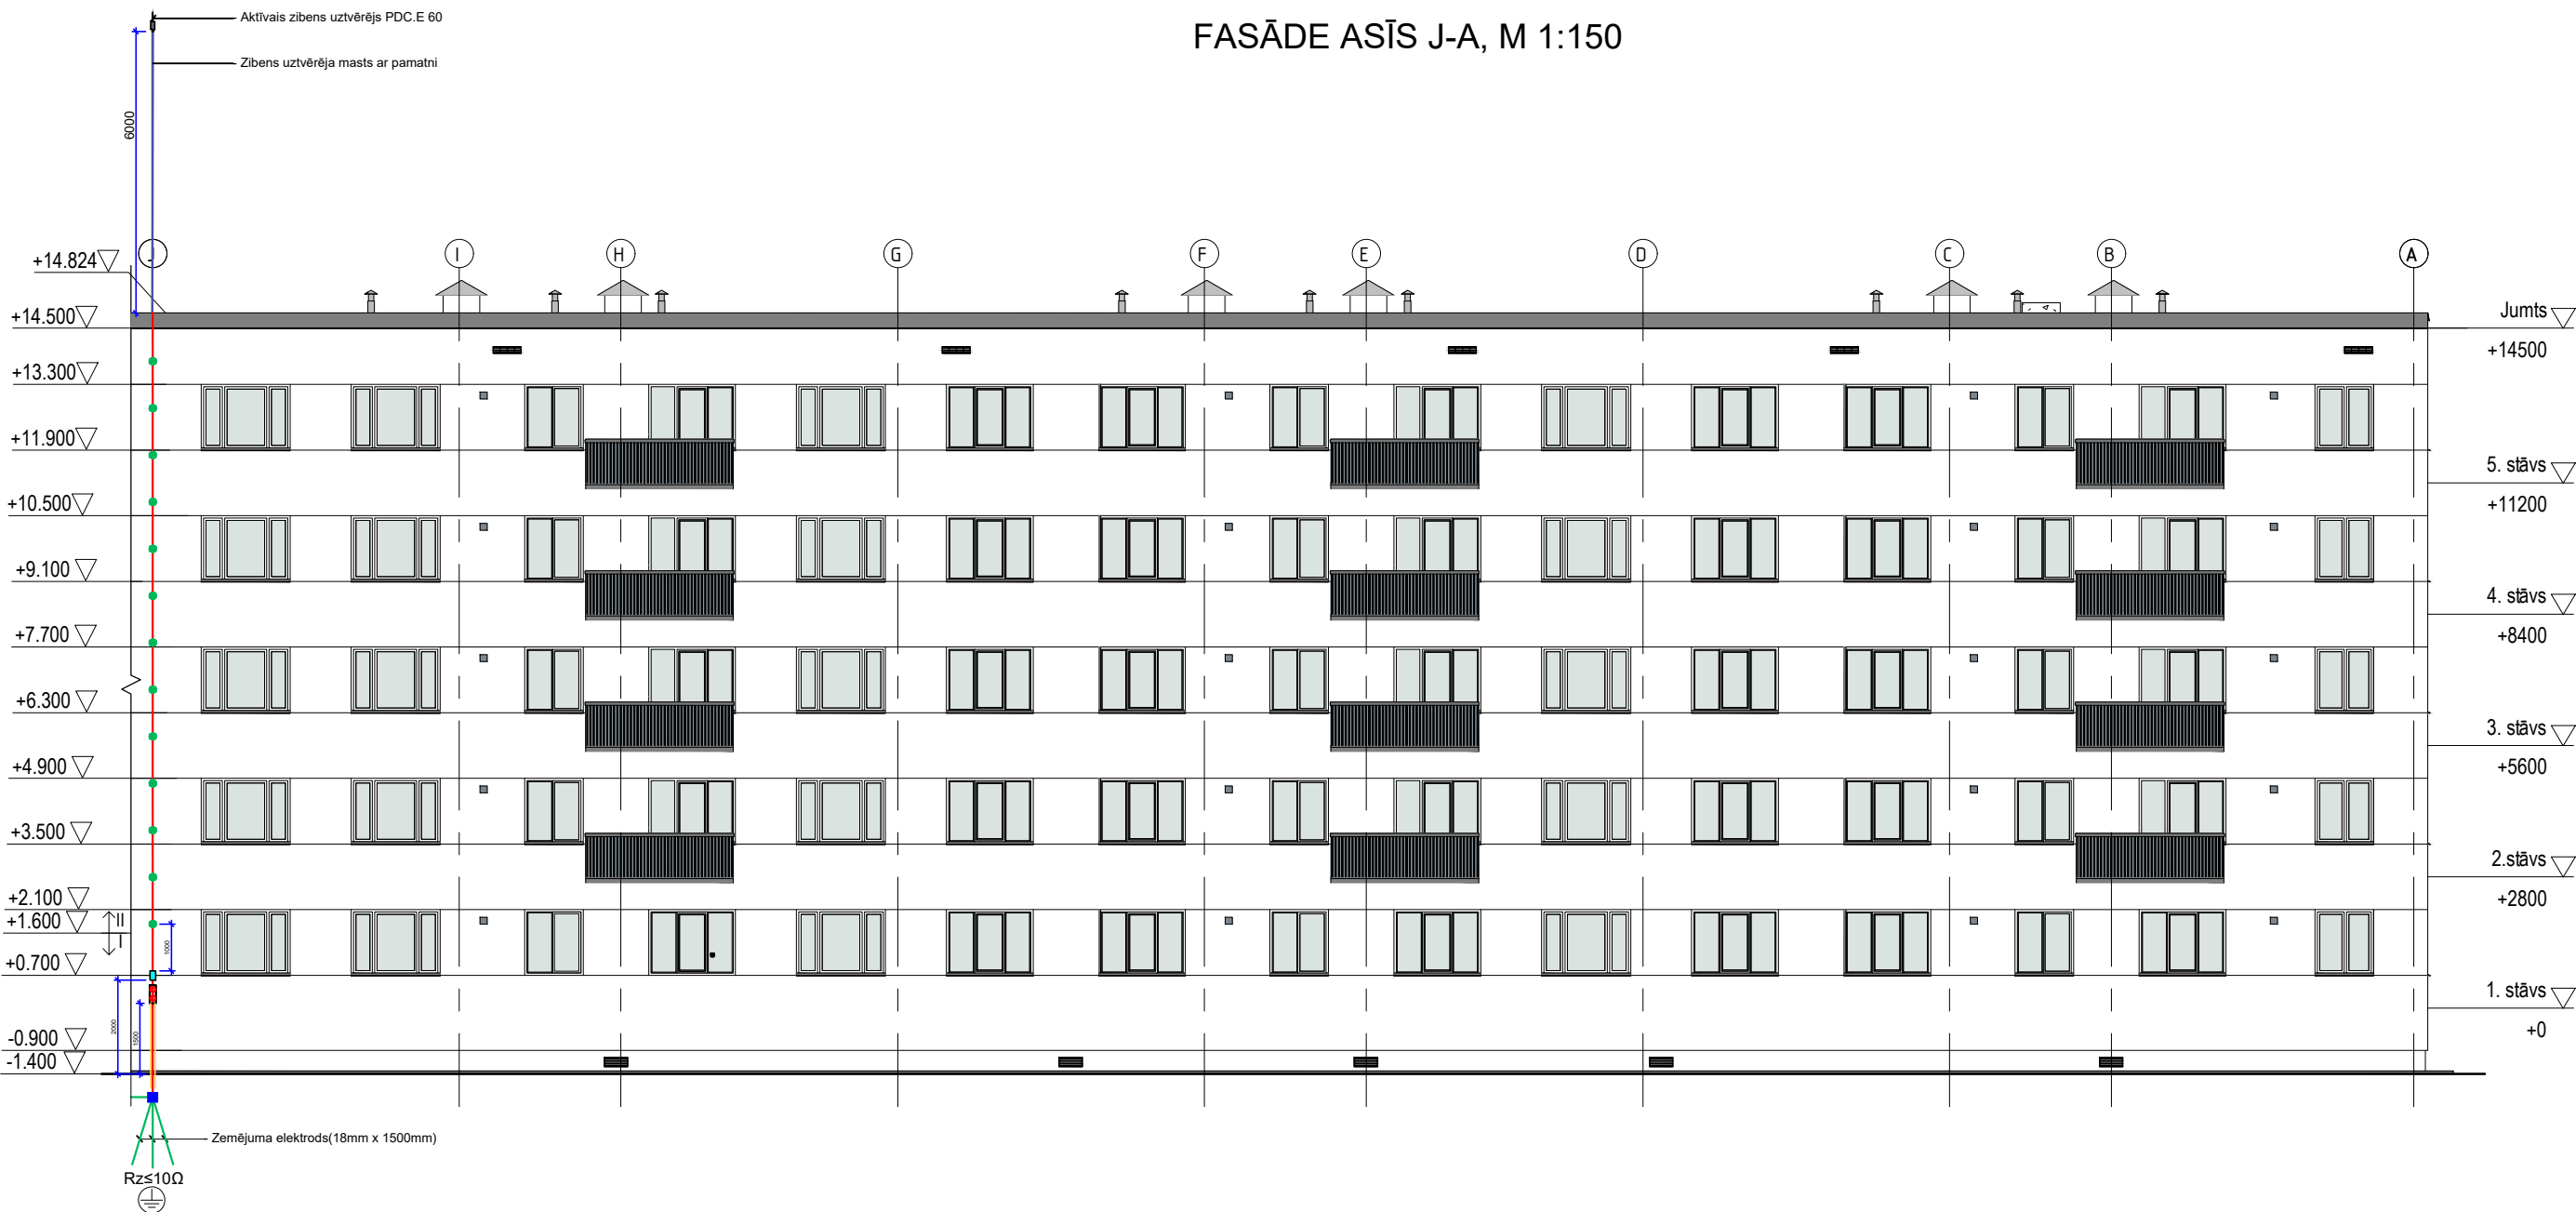 FASĀDE ASĪS J-A, M 1:150
Aktīvais zibens uztvērējs PDC.E 60
Zibens uztvērēja masts ar pamatni
6000
J
I
H
G
F
E
D
C
B
A
+14.824
+14.500
+13.300
+11.900
+10.500
+9.100
+7.700
+6.300
+4.900
+3.500
+2.100
+1.600
II
I
+0.700
-0.900
-1.400
1000
2000
1500
Jumts
+14500
5. stāvs
+11200
4. stāvs
+8400
3. stāvs
+5600
2.stāvs
+2800
1. stāvs
+0
Zemējuma elektrods(18mm x 1500mm)
Rz≤10Ω